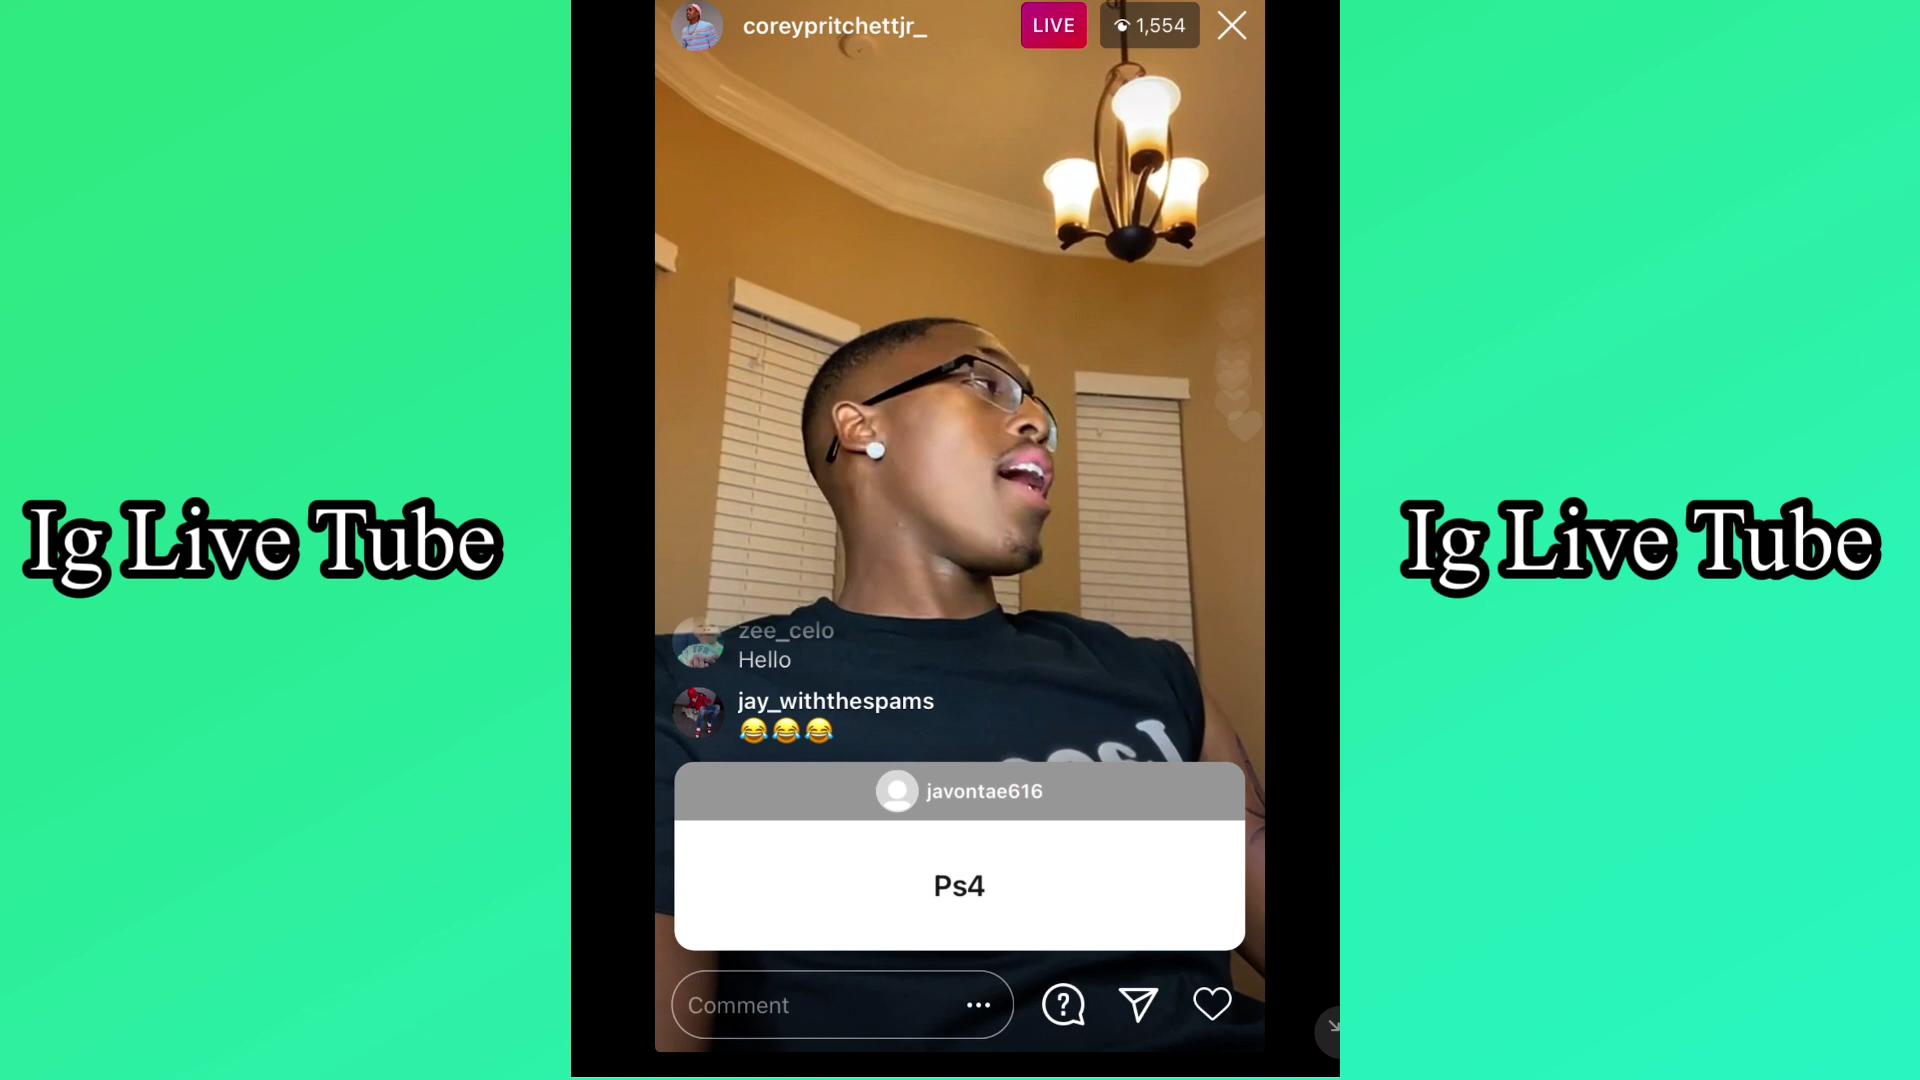 coreypritchettjr_
LIVE
1,554
Ig Live Tube
Ig Live Tube
zee_celo
Hello
jay_withthespams
😂😂😂
javontae616
Ps4
Comment